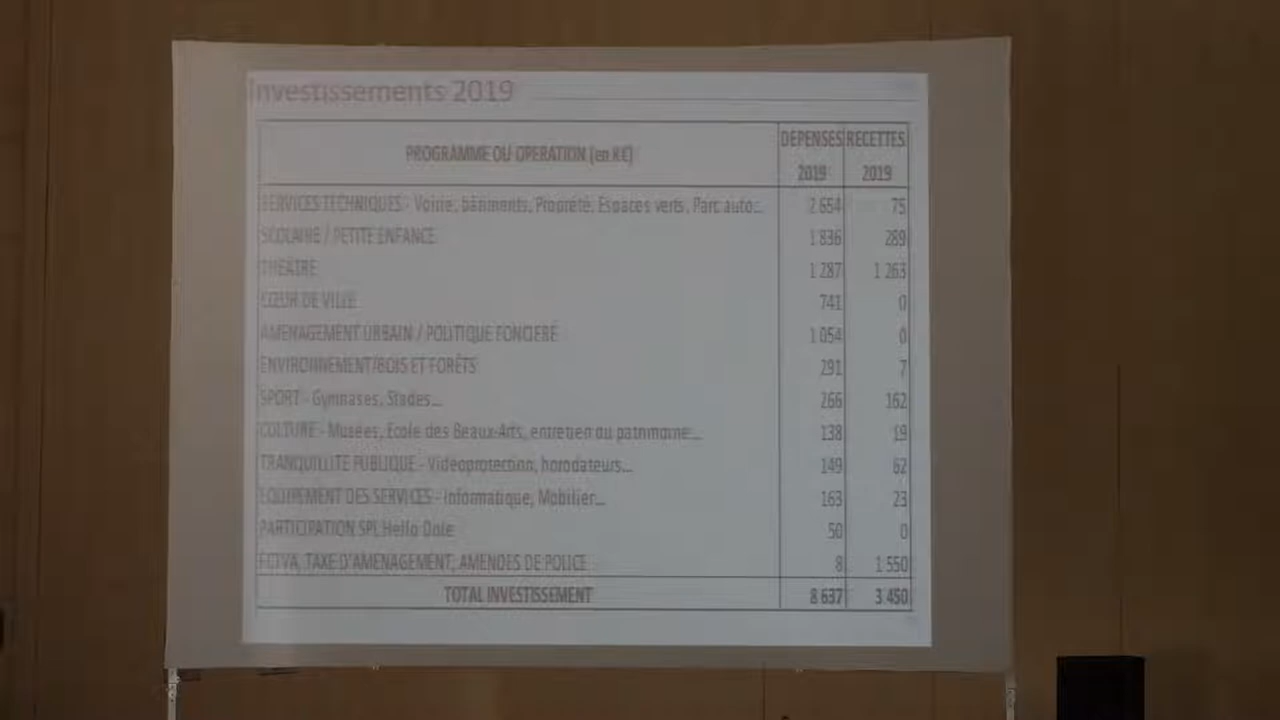 Investissements 2019
PROGRAMME OU OPERATION (en K€) DEPENSES 2019 RECETTES 2019
SERVICES TECHNIQUES - Voirie, bâtiments, Propreté, Espaces verts, Parc auto... 2 654 75
SCOLAIRE / PETITE ENFANCE 1 836 289
THEATRE 1 287 1 263
CŒUR DE VILLE 741 0
AMENAGEMENT URBAIN / POLITIQUE FONCIERE 1 054 0
ENVIRONNEMENT/BOIS ET FORÊTS 291 7
SPORT - Gymnases, Stades... 266 162
CULTURE - Musées, Ecole des Beaux-Arts, entretien du patrimoine... 138 19
TRANQUILLITE PUBLIQUE - Vidéoprotection, horodateurs... 149 62
EQUIPEMENT DES SERVICES - Informatique, Mobilier... 163 23
PARTICIPATION SPL Hello Dole 50 0
FCTVA, TAXE D'AMENAGEMENT, AMENDES DE POLICE 8 1 550
TOTAL INVESTISSEMENT 8 637 3 450